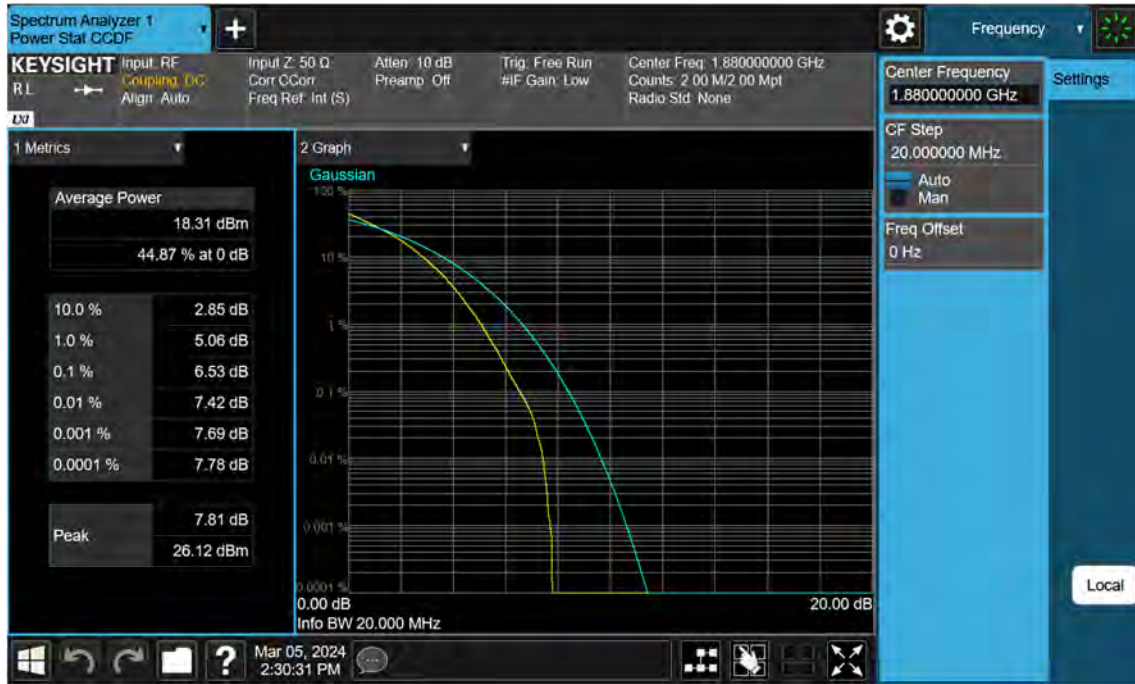 Spectrum Analyzer 1
Power Stat CCDF
Frequency
KEYSIGHT
RL
LXI
Input: RF
Coupling: DC
Align: Auto
Input Z: 50 Ω
Corr CCorr
Freq Ref: Int (S)
Atten: 10 dB
Preamp: Off
Trig: Free Run
#IF Gain: Low
Center Freq: 1.880000000 GHz
Counts: 2.00 M/2.00 Mpt
Radio Std: None
Center Frequency
1.880000000 GHz
Settings
CF Step
20.000000 MHz
Auto
Man
Freq Offset
0 Hz
Local
1 Metrics
Average Power
18.31 dBm
44.87 % at 0 dB
10.0 % 2.85 dB
1.0 % 5.06 dB
0.1 % 6.53 dB
0.01 % 7.42 dB
0.001 % 7.69 dB
0.0001 % 7.78 dB
Peak
7.81 dB
26.12 dBm
2 Graph
Gaussian
100 %
10 %
1 %
0.1 %
0.01 %
0.001 %
0.0001 %
0.00 dB 20.00 dB
Info BW 20.000 MHz
?
Mar 05, 2024
2:30:31 PM